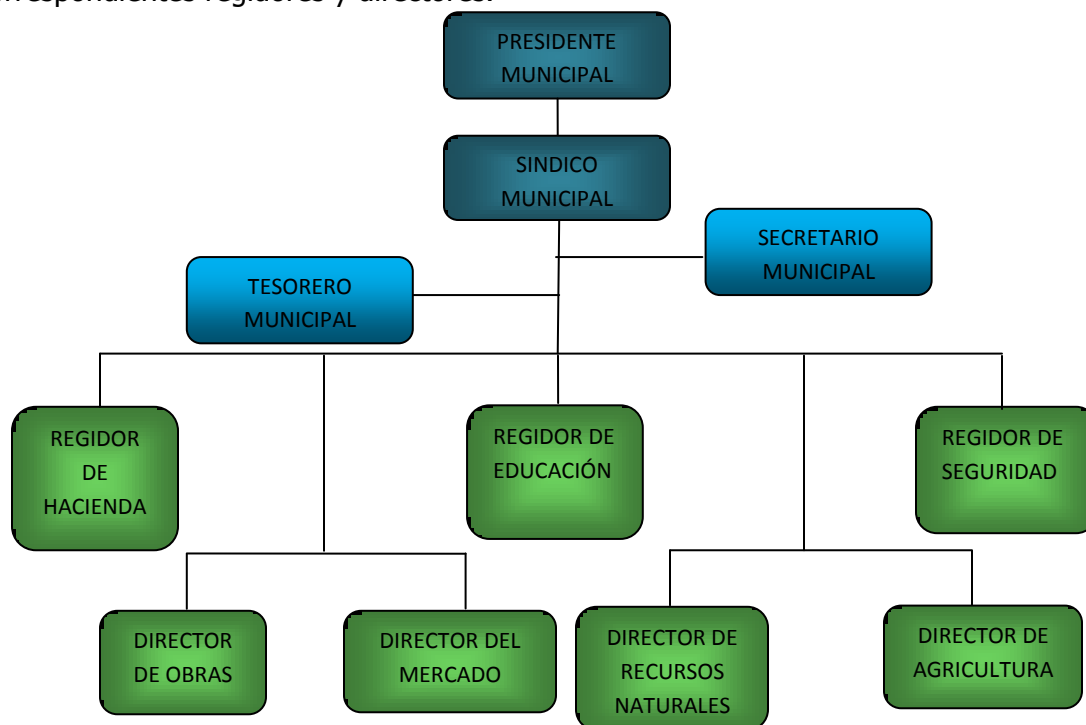 rrespondientes regidores y directores.
PRESIDENTE
MUNICIPAL
SINDICO
MUNICIPAL
SECRETARIO
MUNICIPAL
TESORERO
MUNICIPAL
REGIDOR
DE
HACIENDA
REGIDOR DE
EDUCACIÓN
REGIDOR DE
SEGURIDAD
DIRECTOR
DE OBRAS
DIRECTOR DEL
MERCADO
DIRECTOR DE
RECURSOS
NATURALES
DIRECTOR DE
AGRICULTURA